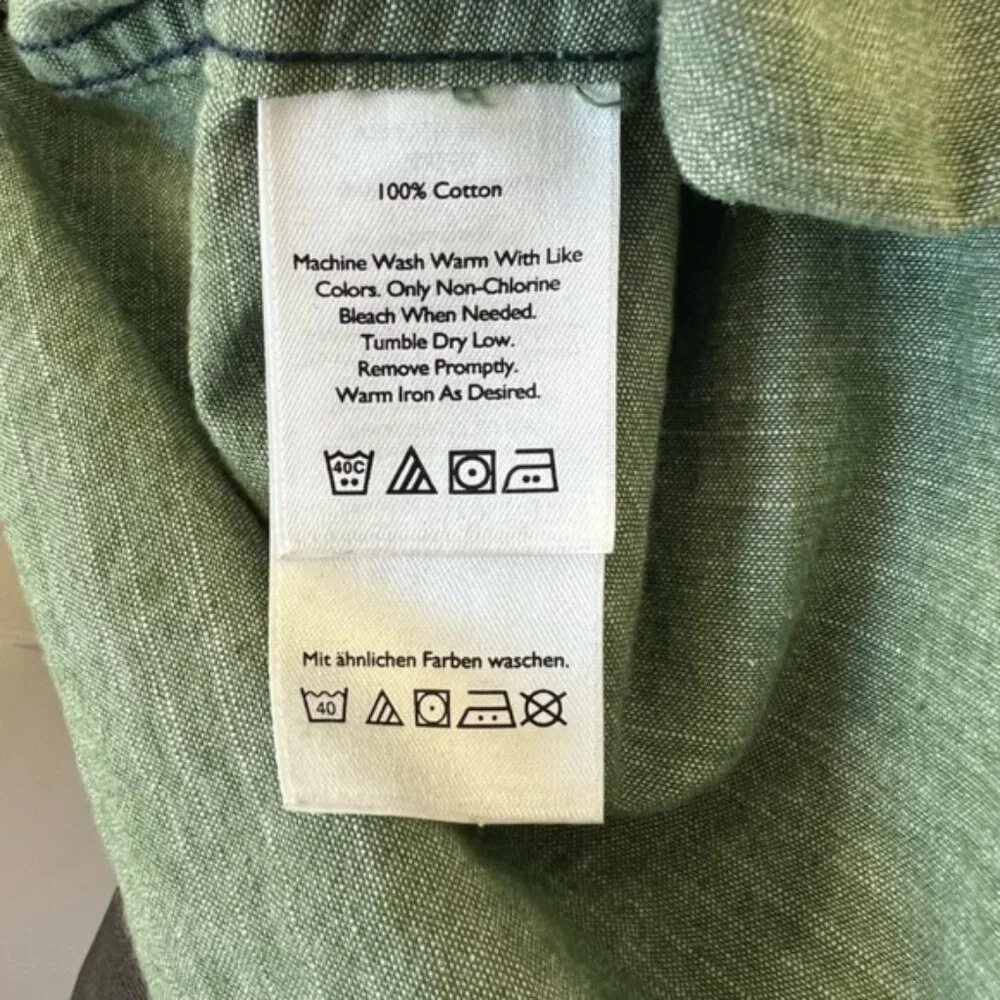 100% Cotton
Machine Wash Warm With Like
Colors. Only Non-Chlorine
Bleach When Needed.
Tumble Dry Low.
Remove Promptly.
Warm Iron As Desired.
40C
Mit ähnlichen Farben waschen.
40